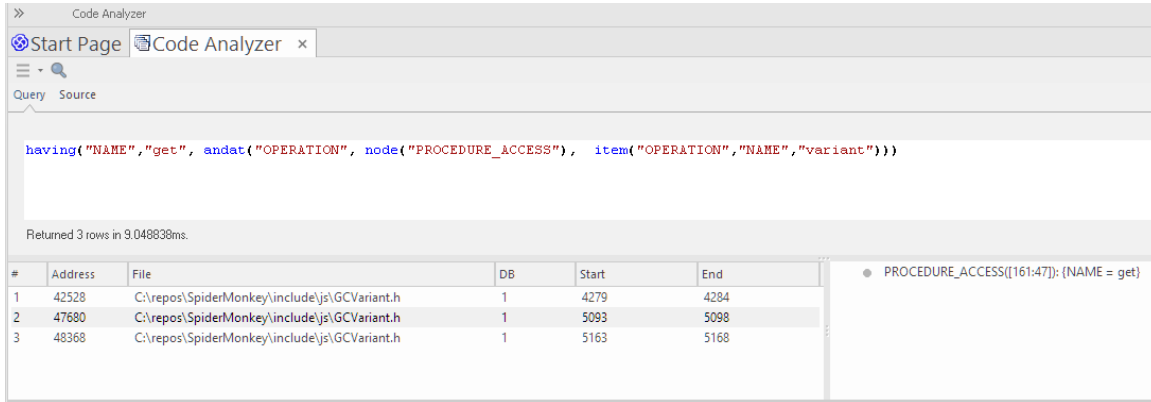 Code Analyzer
Start Page Code Analyzer ×
Query Source
having("NAME","get", andat("OPERATION", node("PROCEDURE_ACCESS"), item("OPERATION","NAME","variant")))
Returned 3 rows in 9.048838ms.
# Address File DB Start End
PROCEDURE_ACCESS([161:47]): {NAME = get}
1 42528 C:\repos\SpiderMonkey\include\js\GCVariant.h 1 4279 4284
2 47680 C:\repos\SpiderMonkey\include\js\GCVariant.h 1 5093 5098
3 48368 C:\repos\SpiderMonkey\include\js\GCVariant.h 1 5163 5168